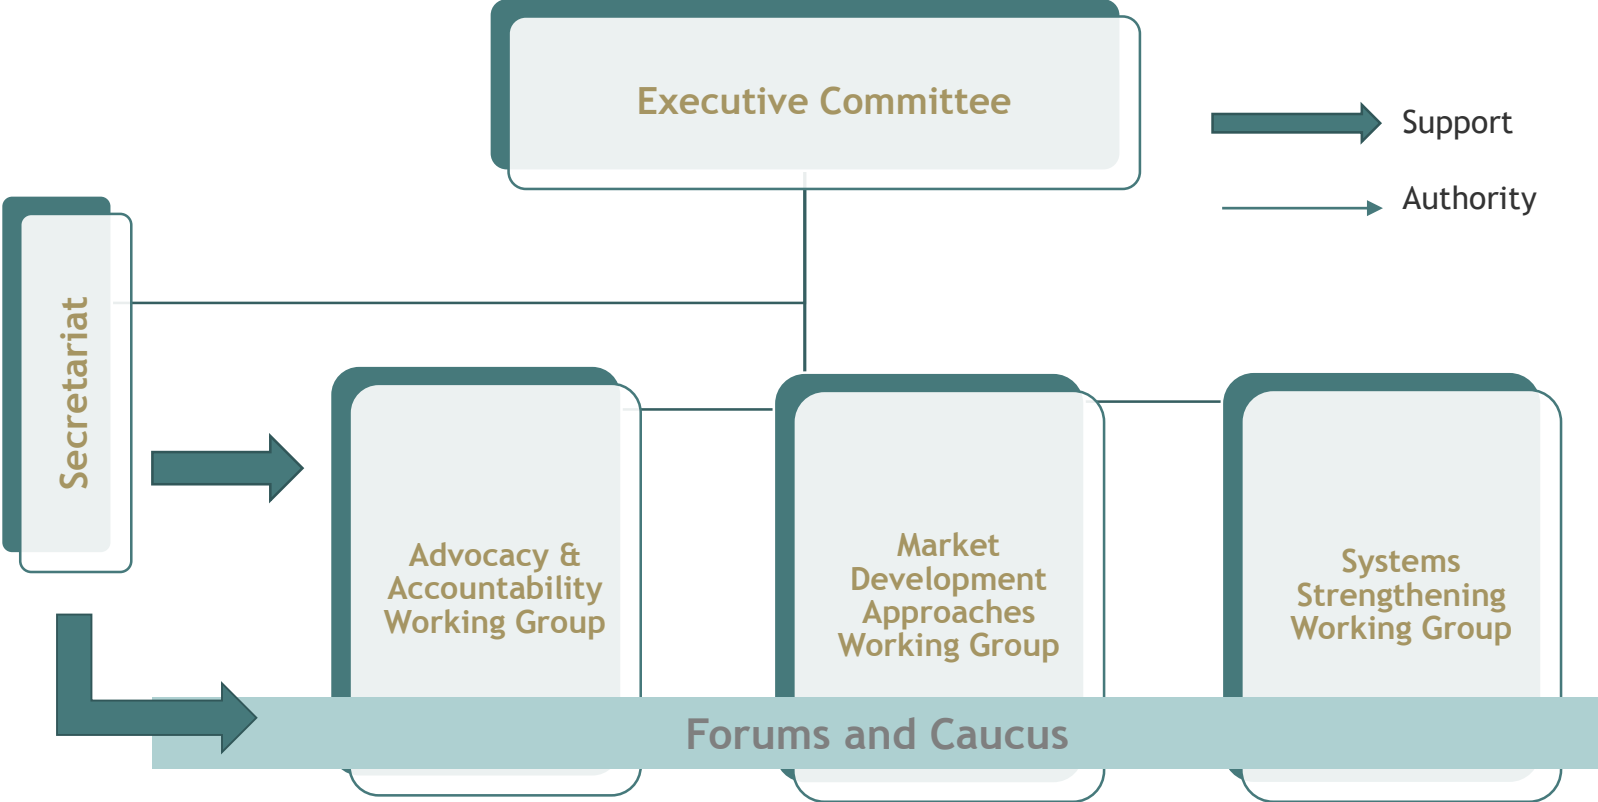 Executive Committee
Support
Authority
Secretariat
Advocacy &
Accountability
Working Group
Market
Development
Approaches
Working Group
Systems
Strengthening
Working Group
Forums and Caucus